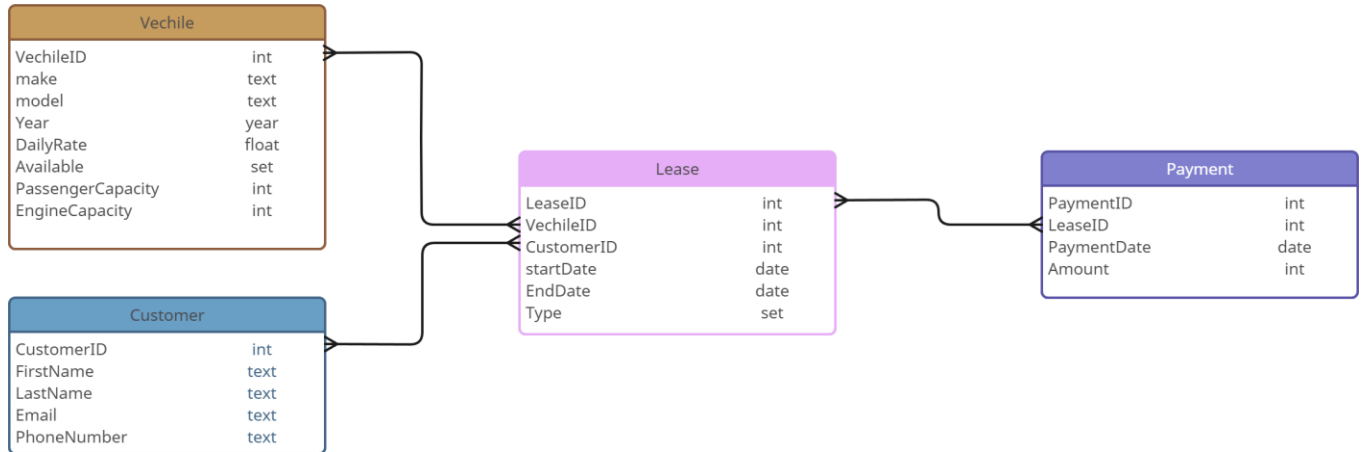 Vechile
VechileID int
make text
model text
Year year
DailyRate float
Available set
PassengerCapacity int
EngineCapacity int
Customer
CustomerID int
FirstName text
LastName text
Email text
PhoneNumber text
Lease
LeaseID int
VechileID int
CustomerID int
startDate date
EndDate date
Type set
Payment
PaymentID int
LeaseID int
PaymentDate date
Amount int